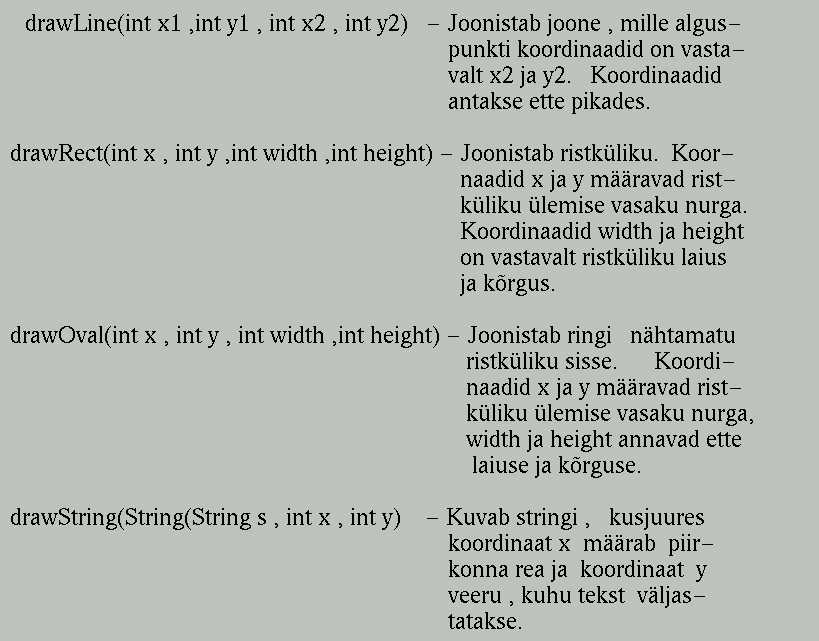 drawLine(int x1 ,int y1 , int x2 , int y2) – Joonistab joone , mille algus–
punkti koordinaadid on vasta–
valt x2 ja y2. Koordinaadid
antakse ette pikades.
drawRect(int x , int y ,int width ,int height) – Joonistab ristküliku. Koor–
naadid x ja y määravad rist–
küliku ülemise vasaku nurga.
Koordinaadid width ja height
on vastavalt ristküliku laius
ja kõrgus.
drawOval(int x , int y , int width ,int height) – Joonistab ringi nähtamatu
ristküliku sisse. Koordi–
naadid x ja y määravad rist–
küliku ülemise vasaku nurga,
width ja height annavad ette
laiuse ja kõrguse.
drawString(String(String s , int x , int y) – Kuvab stringi , kusjuures
koordinaat x määrab piir–
konna rea ja koordinaat y
veeru , kuhu tekst väljas–
tatakse.